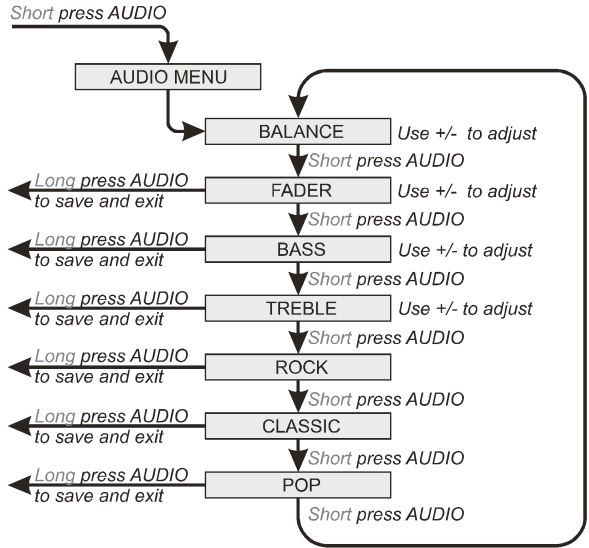 Short press AUDIO
AUDIO MENU
BALANCE
Use +/- to adjust
Short press AUDIO
Long press AUDIO
to save and exit
FADER
Use +/- to adjust
Short press AUDIO
Long press AUDIO
to save and exit
BASS
Use +/- to adjust
Short press AUDIO
Long press AUDIO
to save and exit
TREBLE
Use +/- to adjust
Short press AUDIO
Long press AUDIO
to save and exit
ROCK
Short press AUDIO
Long press AUDIO
to save and exit
CLASSIC
Short press AUDIO
Long press AUDIO
to save and exit
POP
Short press AUDIO